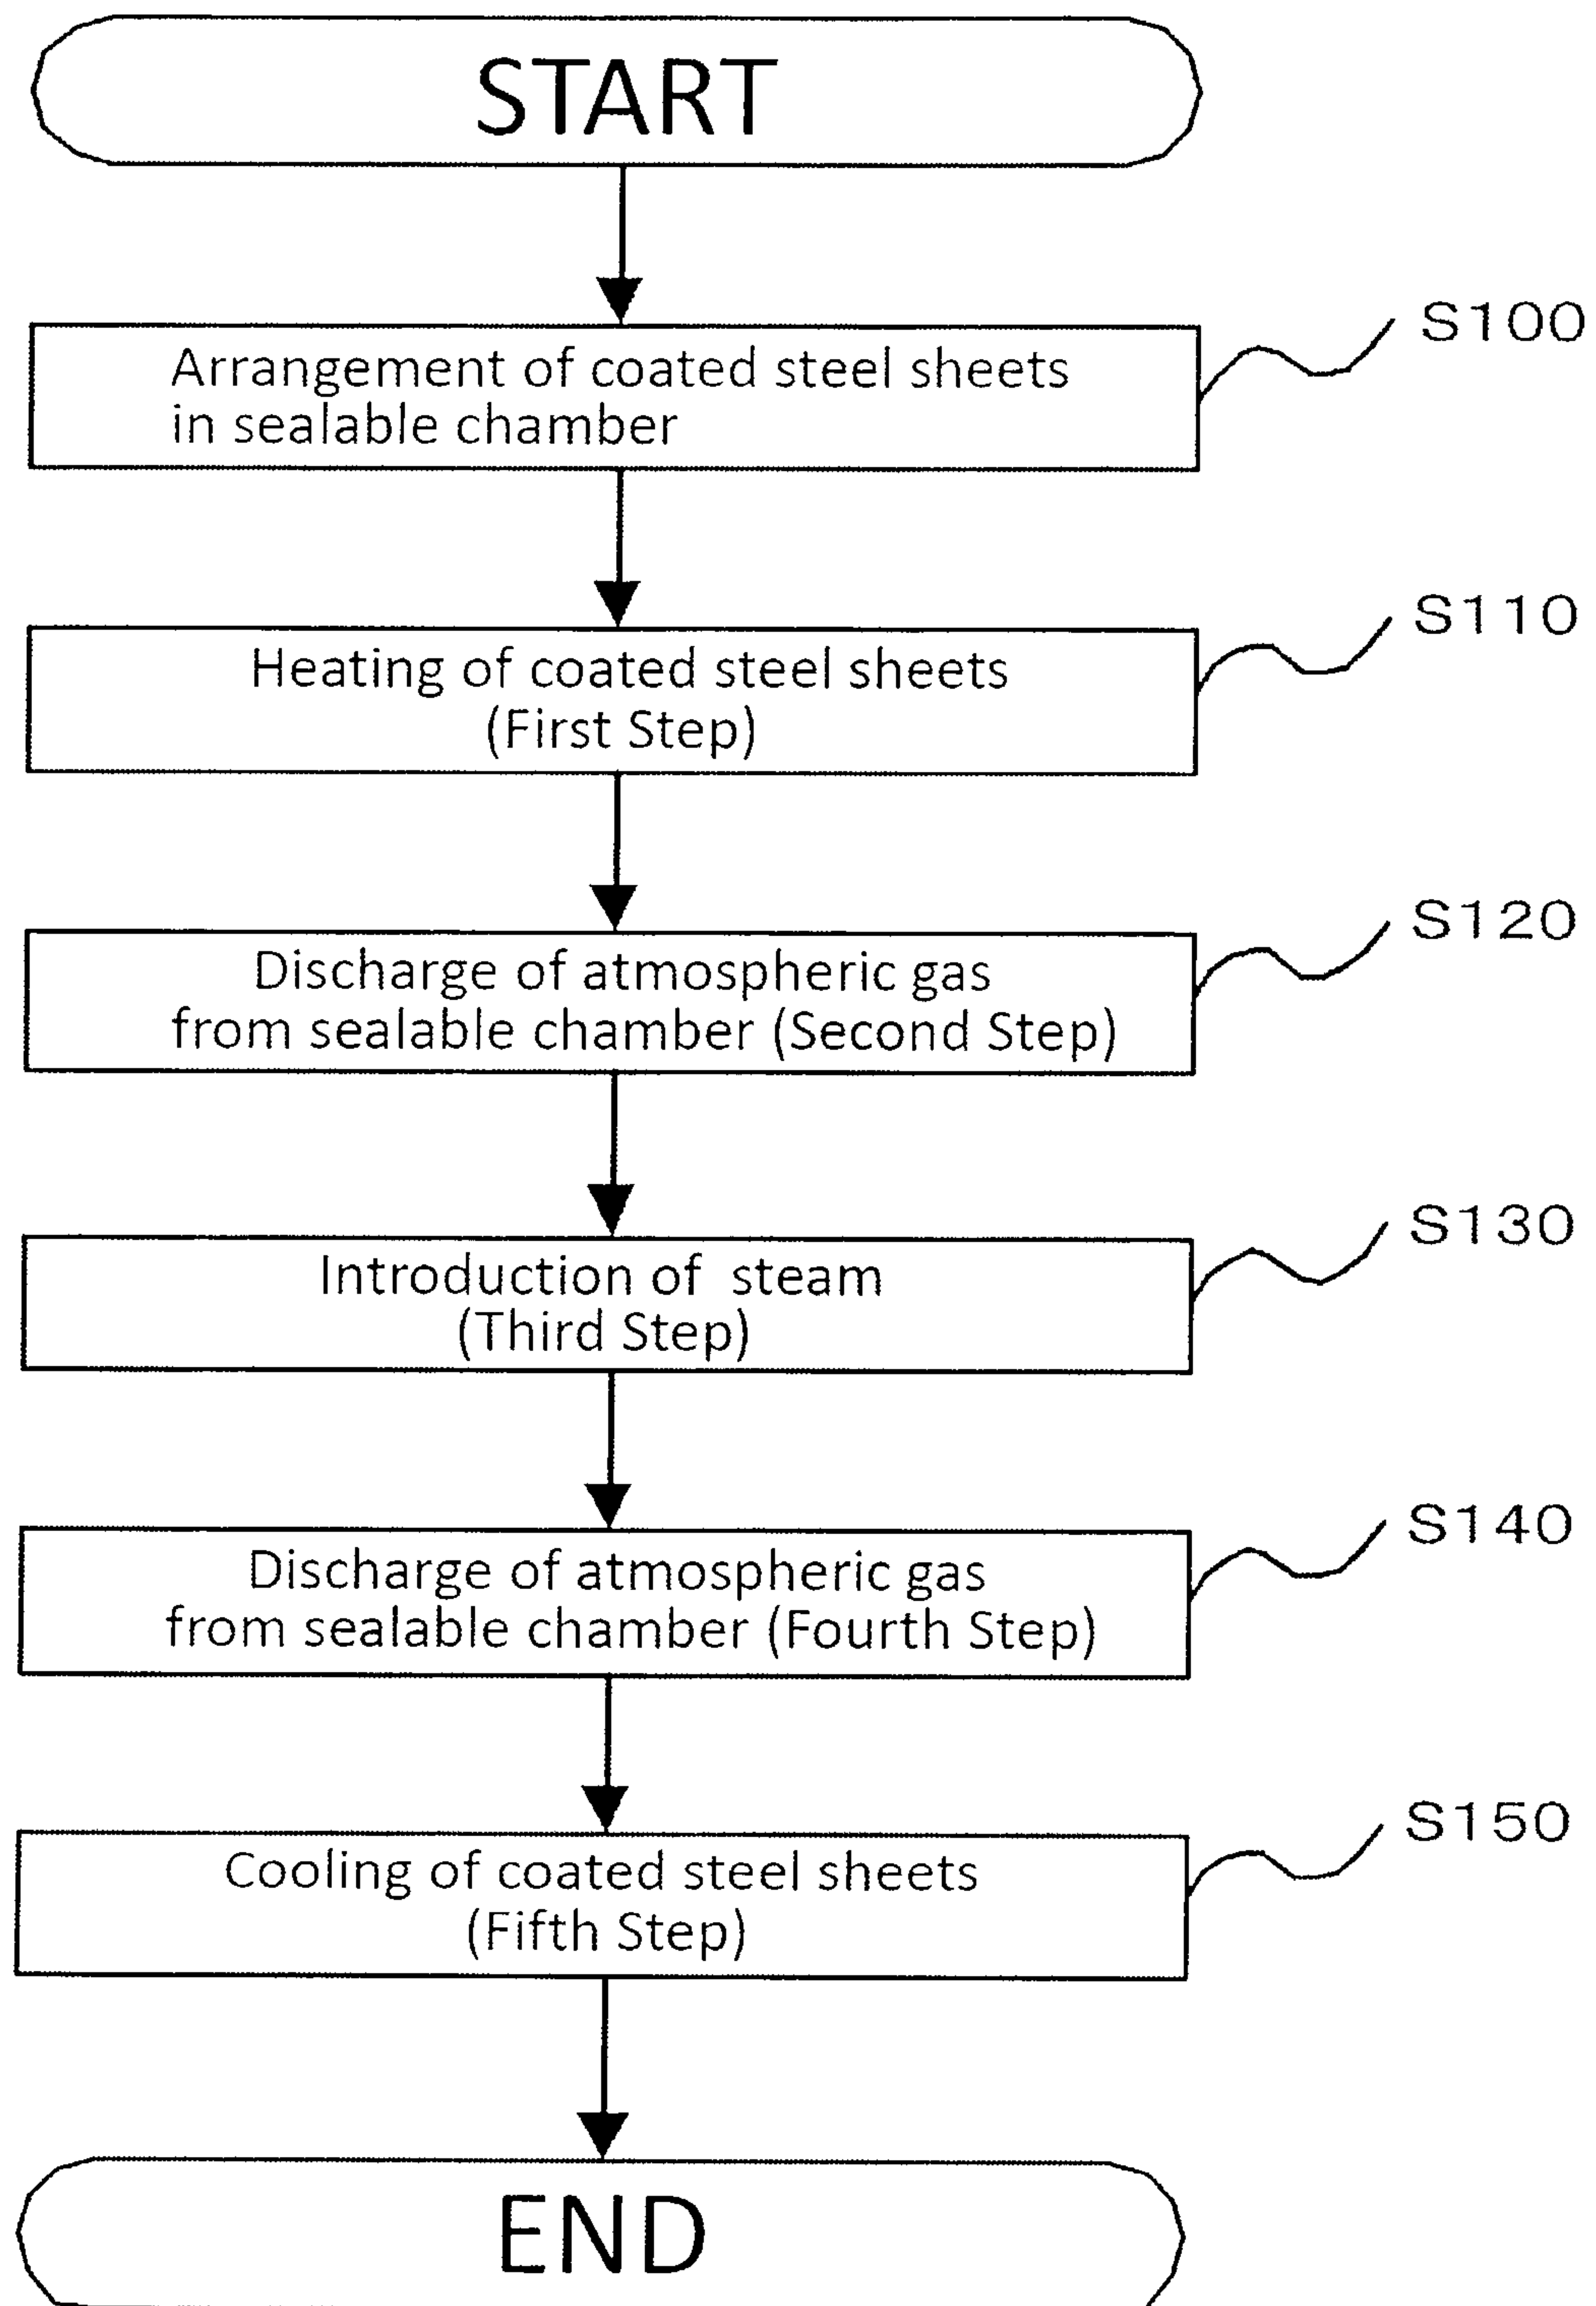 START
S100
Arrangement of coated steel sheets
in sealable chamber
S110
Heating of coated steel sheets
(First Step)
S120
Discharge of atmospheric gas
from sealable chamber (Second Step)
S130
Introduction of steam
(Third Step)
S140
Discharge of atmospheric gas
from sealable chamber (Fourth Step)
S150
Cooling of coated steel sheets
(Fifth Step)
END